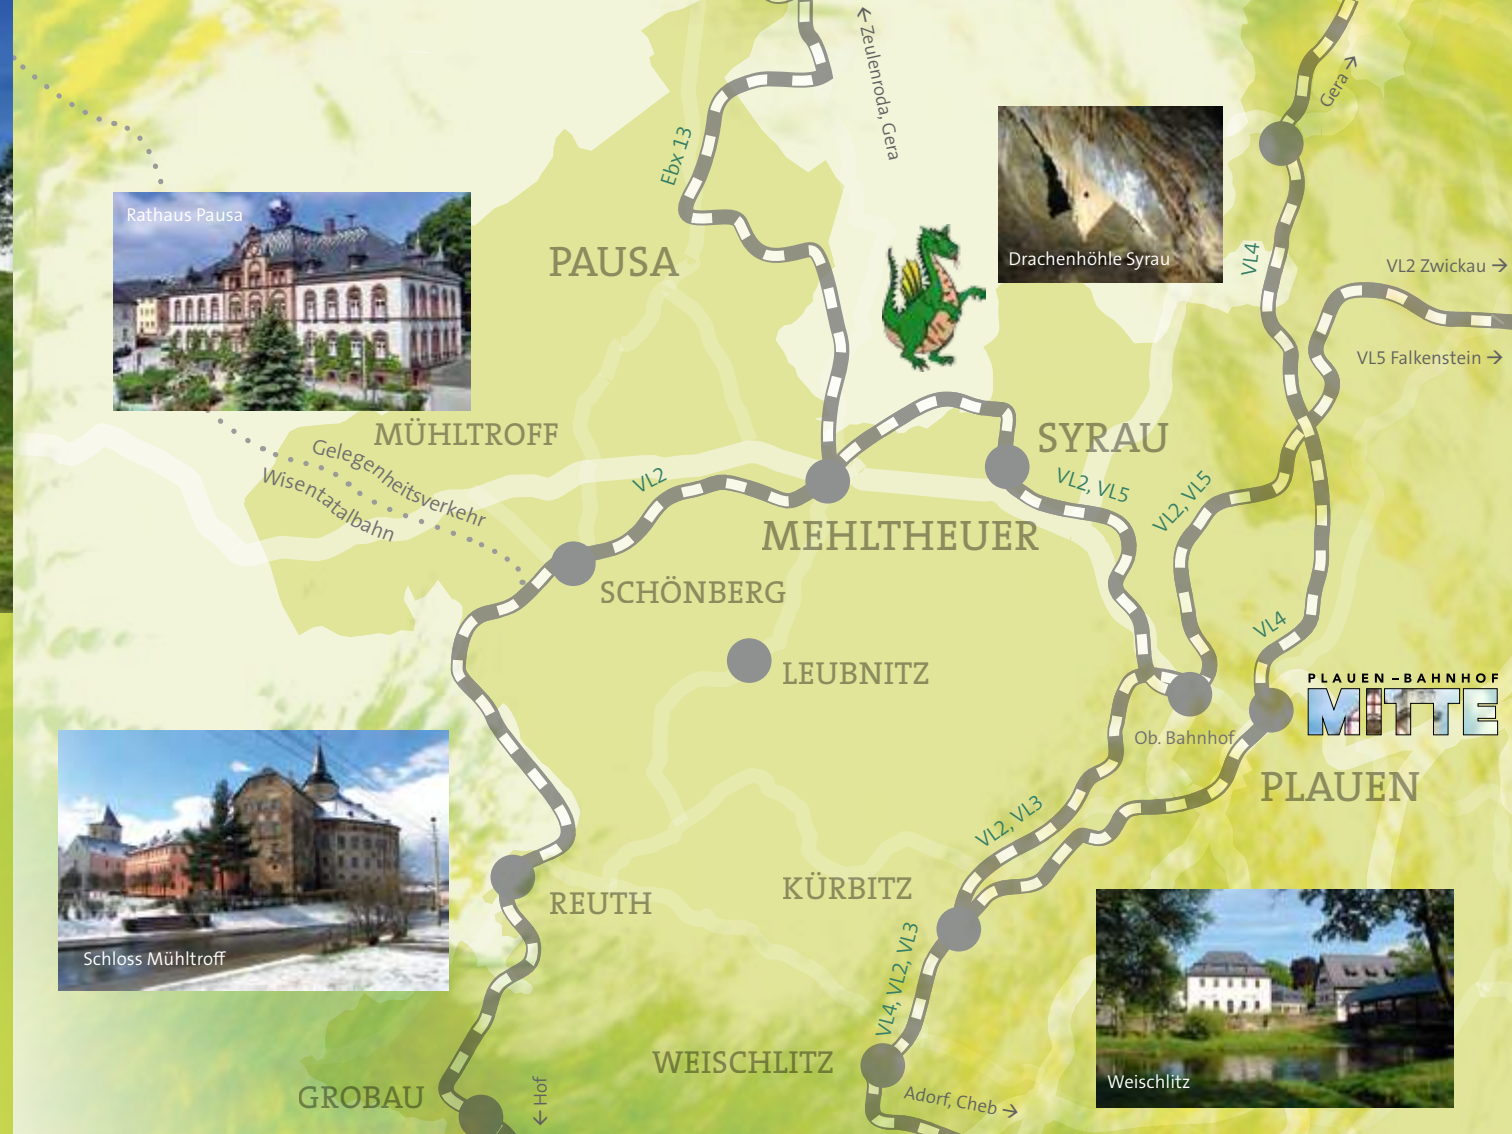 ← Zeulenroda, Gera
Gera →
Ebx 13
Rathaus Pausa
PAUSA
Drachenhöhle Syrau
VL4
VL2 Zwickau →
VL5 Falkenstein →
MÜHLTROFF
SYRAU
Gelegenheitsverkehr
Wisentatalbahn
VL2
VL2, VL5
VL2, VL5
MEHLTHEUER
SCHÖNBERG
VL4
LEUBNITZ
PLAUEN – BAHNHOF
MITTE
Ob. Bahnhof
PLAUEN
VL2, VL3
KÜRBITZ
REUTH
Schloss Mühltroff
VL4, VL2, VL3
WEISCHLITZ
Weischlitz
GROBAU
← Hof
Adorf, Cheb →